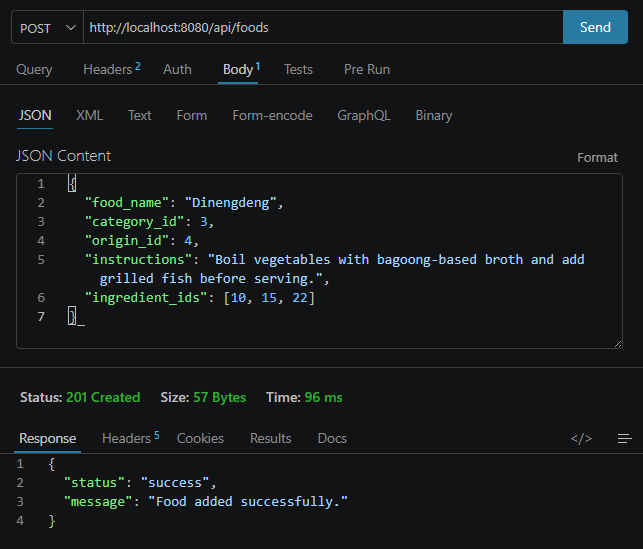 POST http://localhost:8080/api/foods Send
Query Headers 2 Auth Body 1 Tests Pre Run
JSON XML Text Form Form-encode GraphQL Binary
JSON Content Format
1 {
2 "food_name": "Dinengdeng",
3 "category_id": 3,
4 "origin_id": 4,
5 "instructions": "Boil vegetables with bagoong-based broth and add
grilled fish before serving.",
6 "ingredient_ids": [10, 15, 22]
7 }_
Status: 201 Created Size: 57 Bytes Time: 96 ms
Response Headers 5 Cookies Results Docs </>
1 {
2 "status": "success",
3 "message": "Food added successfully."
4 }